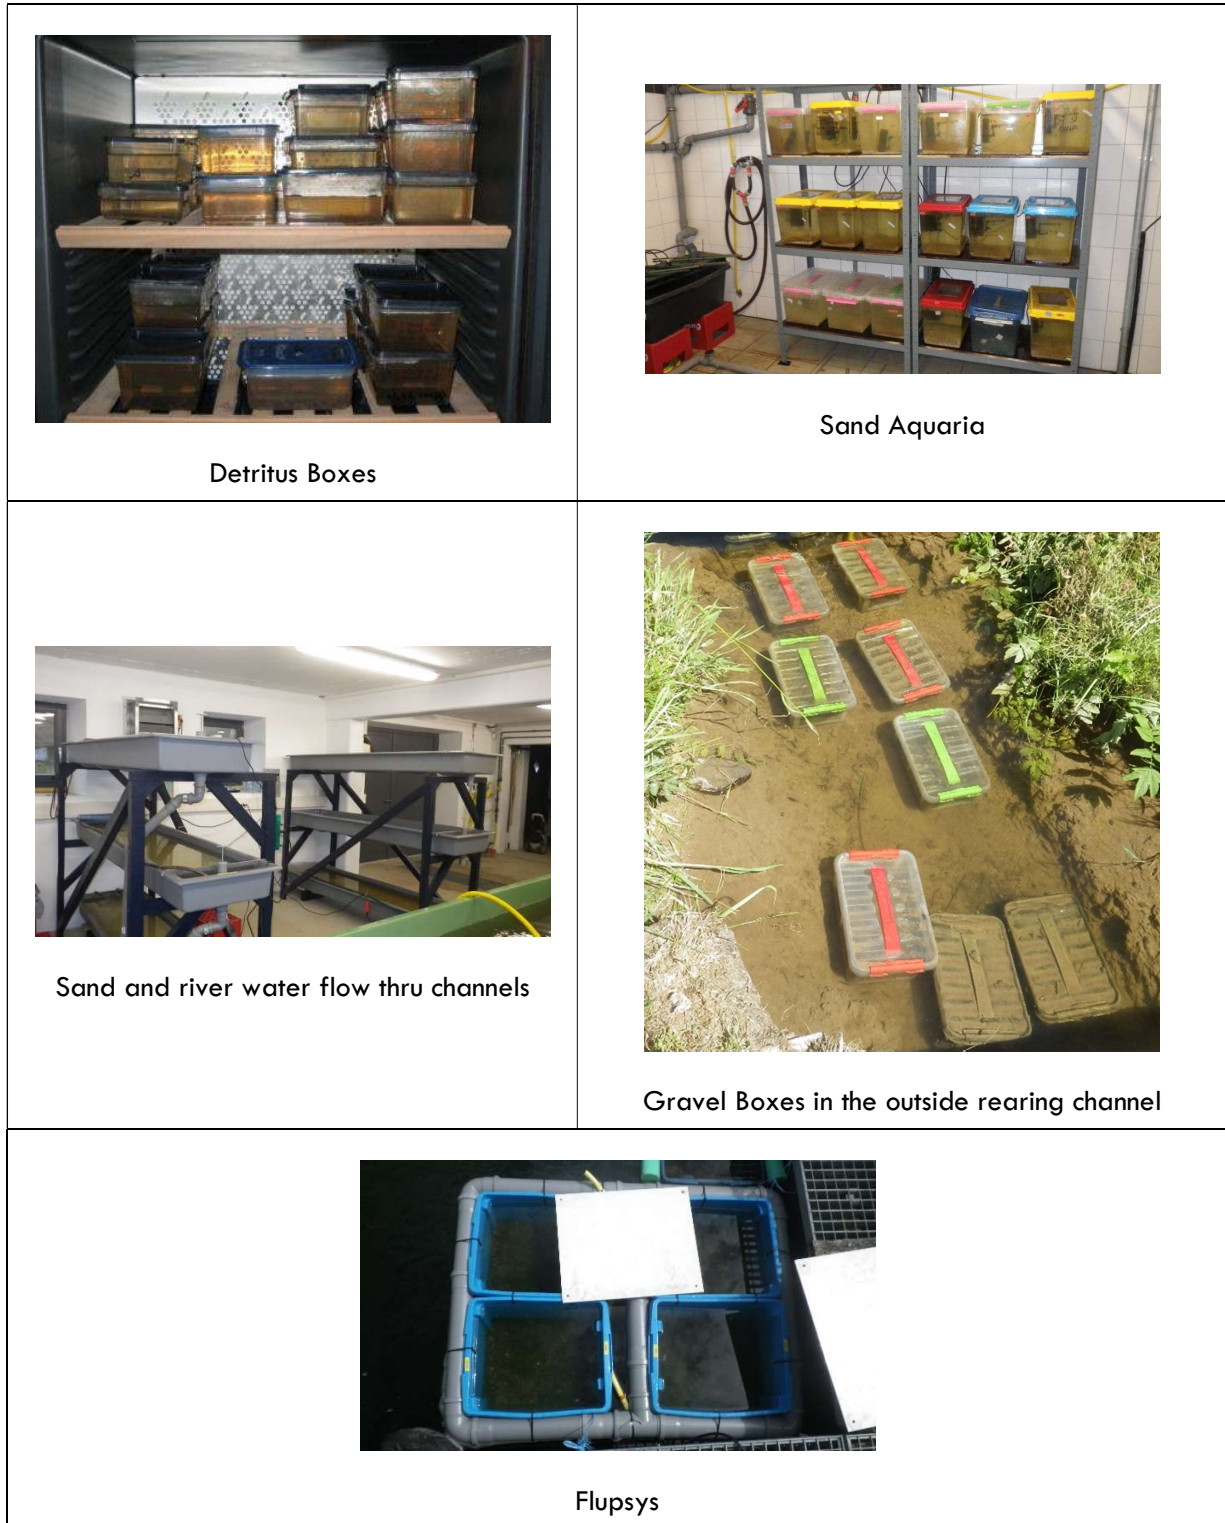 Detritus Boxes
Sand Aquaria
Sand and river water flow thru channels
Gravel Boxes in the outside rearing channel
Flupsys